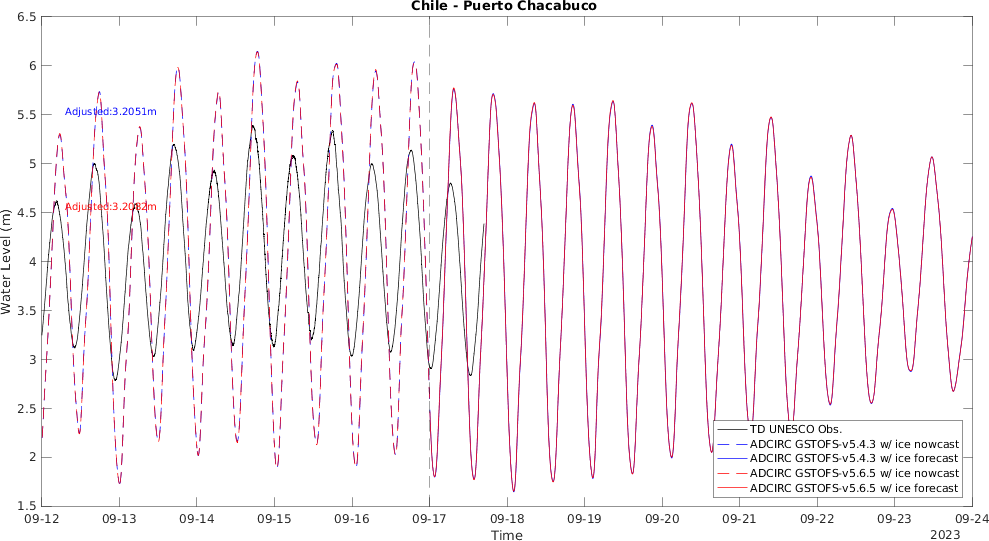 Chile - Puerto Chacabuco
6.5
6
5.5
5
4.5
4
3.5
3
2.5
2
1.5
Water Level (m)
Adjusted:3.2051m
Adjusted:3.2082m
TD UNESCO Obs.
ADCIRC GSTOFS-v5.4.3 w/ ice nowcast
ADCIRC GSTOFS-v5.4.3 w/ ice forecast
ADCIRC GSTOFS-v5.6.5 w/ ice nowcast
ADCIRC GSTOFS-v5.6.5 w/ ice forecast
09-12 09-13 09-14 09-15 09-16 09-17 09-18 09-19 09-20 09-21 09-22 09-23 09-24
Time
2023